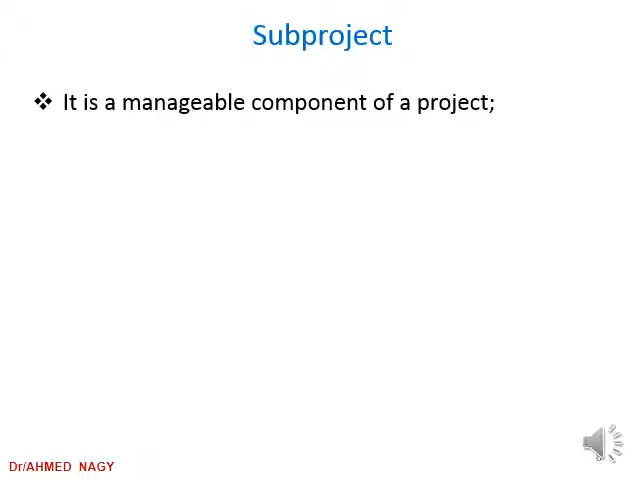 Subproject
❖ It is a manageable component of a project;
Dr/AHMED NAGY